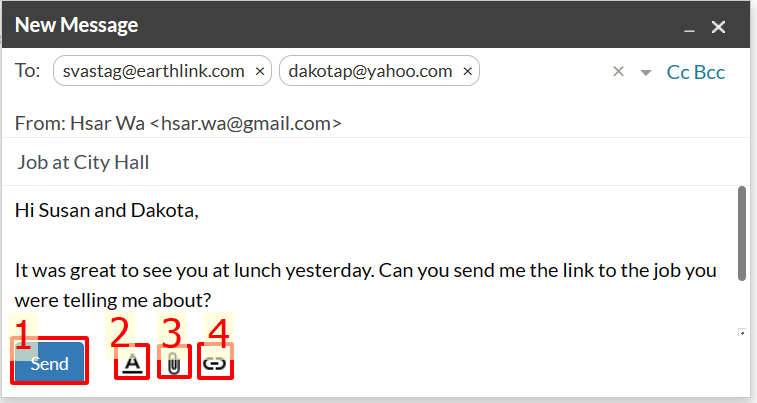 New Message
To: svastag@earthlink.com × dakotap@yahoo.com × × Cc Bcc
From: Hsar Wa <hsar.wa@gmail.com>
Job at City Hall
Hi Susan and Dakota,
It was great to see you at lunch yesterday. Can you send me the link to the job you
were telling me about?
1 2 3 4
Send A